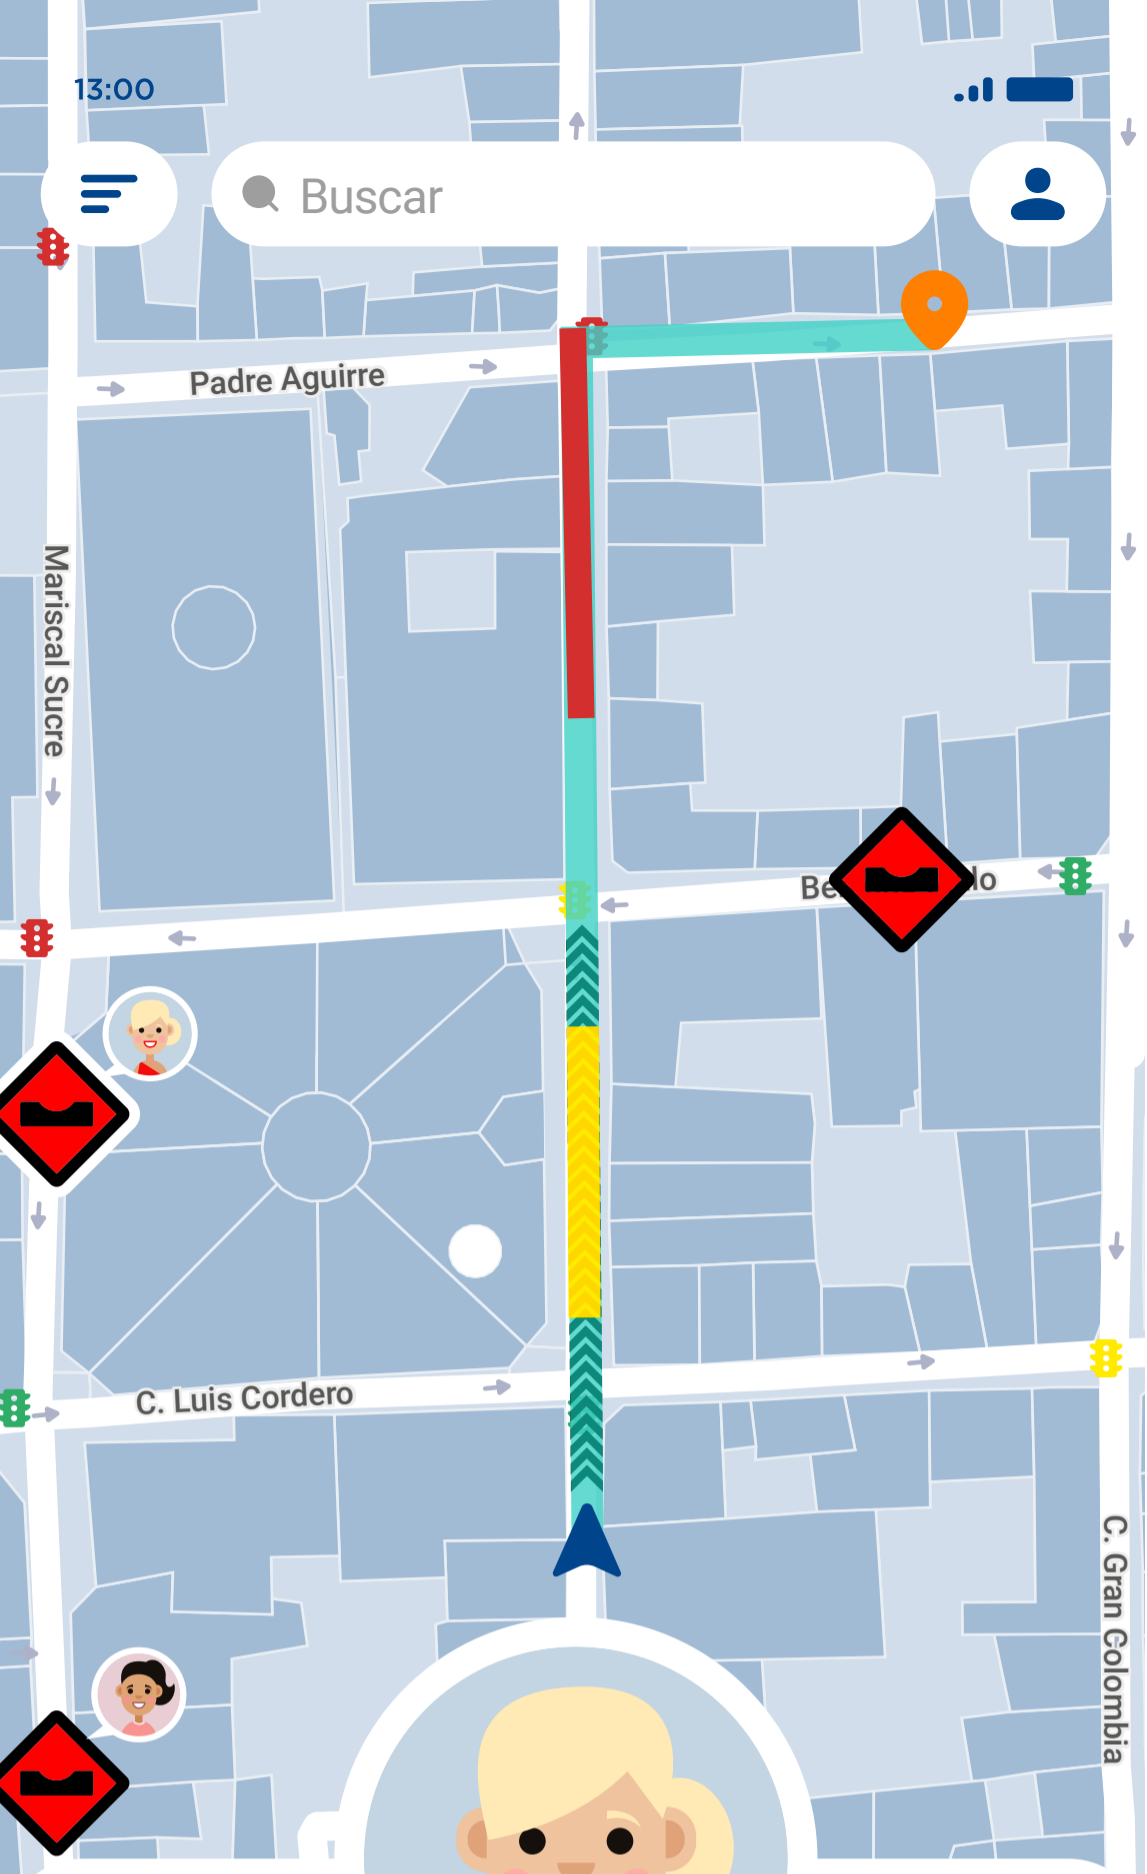 13:00
Buscar
Padre Aguirre
Mariscal Sucre
C. Luis Cordero
C. Gran Colombia